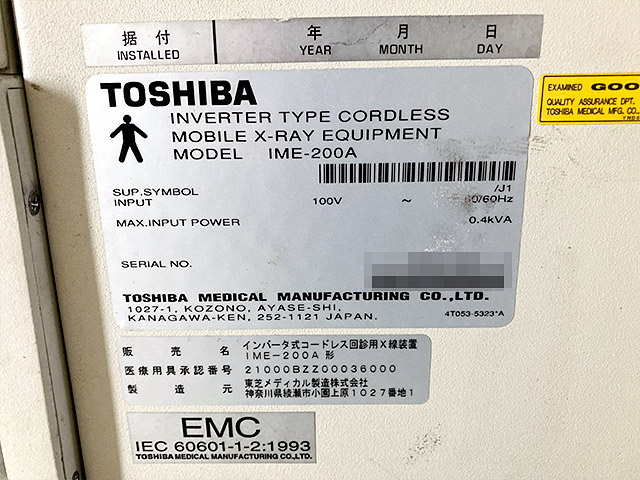 据付 年 月 日
INSTALLED YEAR MONTH DAY
TOSHIBA
INVERTER TYPE CORDLESS
MOBILE X-RAY EQUIPMENT
MODEL IME-200A
SUP.SYMBOL /J1
INPUT 100V ~ 50/60Hz
MAX.INPUT POWER 0.4kVA
SERIAL NO.
TOSHIBA MEDICAL MANUFACTURING CO.,LTD.
1027-1, KOZONO, AYASE-SHI,
KANAGAWA-KEN, 252-1121 JAPAN. 4T053-5323*A
EXAMINED GOO
QUALITY ASSURANCE DPT.
TOSHIBA MEDICAL MFG. CO.,
販売名 インバータ式コードレス回診用X線装置
IME-200A形
医療用具承認番号 21000BZZ00036000
製造元 東芝メディカル製造株式会社
神奈川県綾瀬市小園上原1027番地1
EMC
IEC 60601-1-2:1993
TOSHIBA MEDICAL MANUFACTURING CO.,LTD.